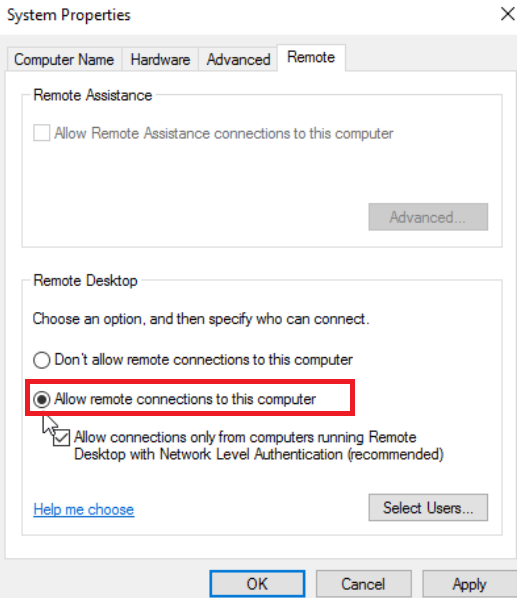 System Properties
Computer Name
Hardware
Advanced
Remote
Remote Assistance
Allow Remote Assistance connections to this computer
Advanced...
Remote Desktop
Choose an option, and then specify who can connect.
Don't allow remote connections to this computer
Allow remote connections to this computer
Allow connections only from computers running Remote
Desktop with Network Level Authentication (recommended)
Help me choose
Select Users...
OK
Cancel
Apply